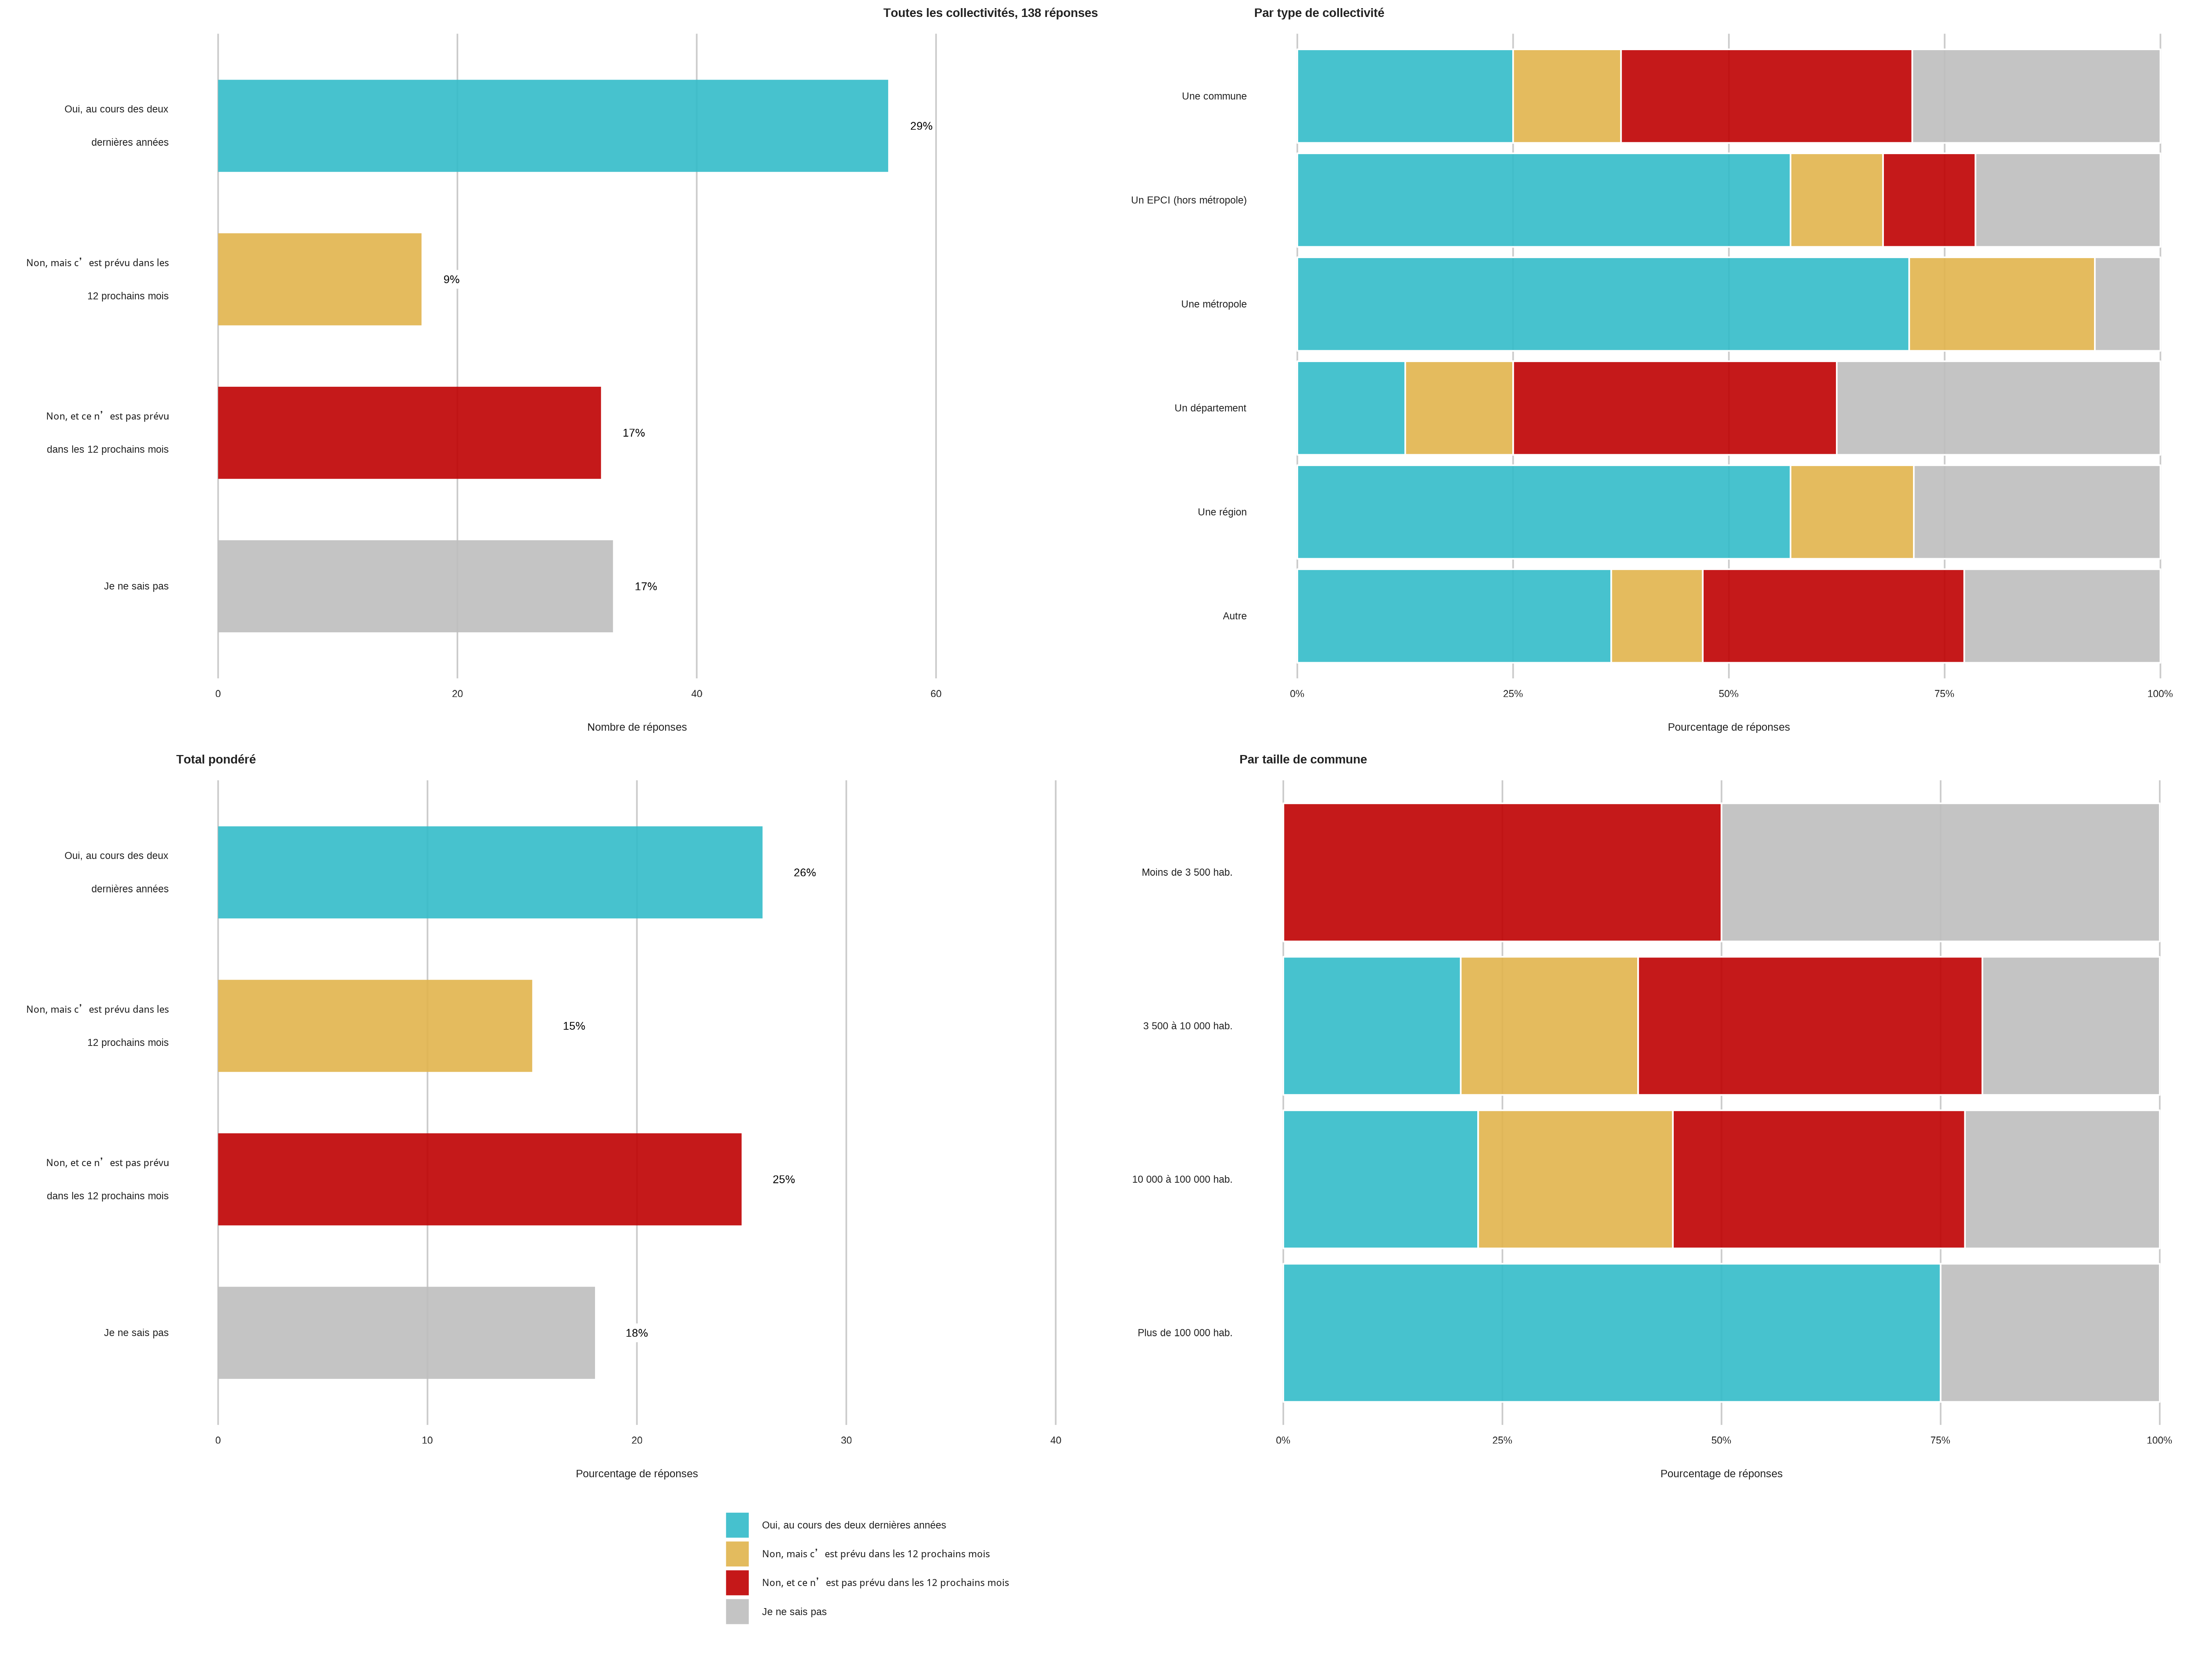 Toutes les collectivités, 138 réponses
Oui, au cours des deux
dernières années
29%
Non, mais c’est prévu dans les
12 prochains mois
9%
Non, et ce n’est pas prévu
dans les 12 prochains mois
17%
Je ne sais pas
17%
0
20
40
60
Nombre de réponses
Par type de collectivité
Une commune
Un EPCI (hors métropole)
Une métropole
Un département
Une région
Autre
0%
25%
50%
75%
100%
Pourcentage de réponses
Total pondéré
Oui, au cours des deux
dernières années
26%
Non, mais c’est prévu dans les
12 prochains mois
15%
Non, et ce n’est pas prévu
dans les 12 prochains mois
25%
Je ne sais pas
18%
0
10
20
30
40
Pourcentage de réponses
Par taille de commune
Moins de 3 500 hab.
3 500 à 10 000 hab.
10 000 à 100 000 hab.
Plus de 100 000 hab.
0%
25%
50%
75%
100%
Pourcentage de réponses
Oui, au cours des deux dernières années
Non, mais c’est prévu dans les 12 prochains mois
Non, et ce n’est pas prévu dans les 12 prochains mois
Je ne sais pas